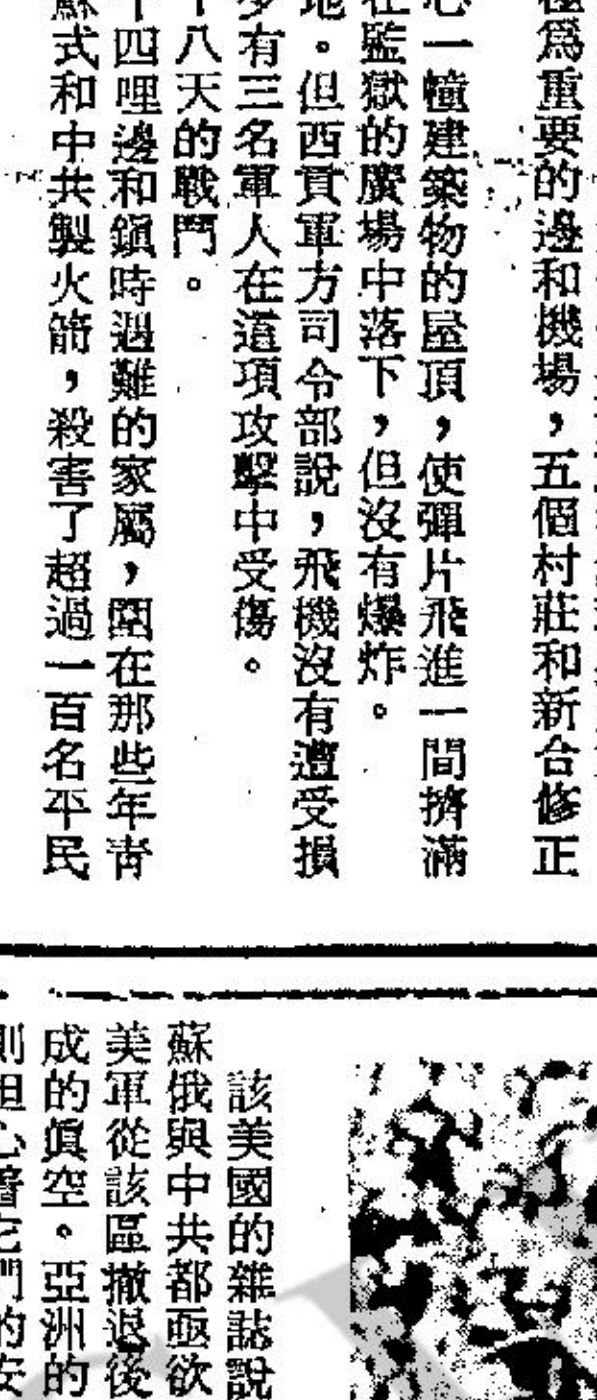 極爲重要的邊和機場，五個村莊和新合修正
心一幢建築物的屋頂，使彈片飛進一間擠滿
在監獄的廣場中落下，但沒有爆炸。
地。但西貢軍方司令部說，飛機沒有遭受損
多有三名軍人在這項攻擊中受傷。
十八天的戰鬥。
十四哩邊和鎭時遇難的家屬，圍在那些年青
蘇式和中共製火箭，殺害了超過一百名平民
該美國的雜誌說
蘇俄與中共都亟欲
美軍從該區撤退後
成的眞空。亞洲的
則担心着它們的安